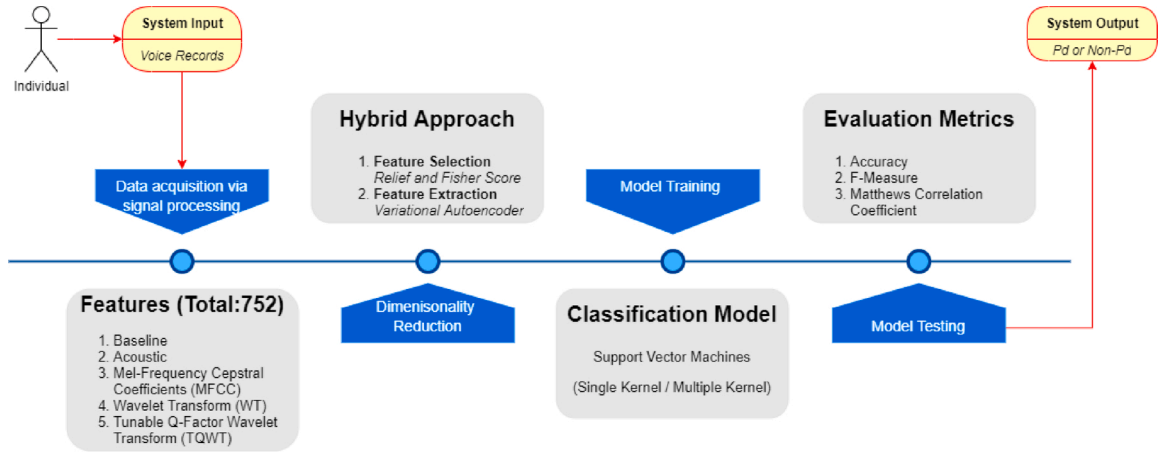 System Input
Voice Records
Individual
System Output
Pd or Non-Pd
Hybrid Approach
1. Feature Selection
Relief and Fisher Score
2. Feature Extraction
Variational Autoencoder
Evaluation Metrics
1. Accuracy
2. F-Measure
3. Matthews Correlation
Coefficient
Data acquisition via
signal processing
Model Training
Features (Total:752)
1. Baseline
2. Acoustic
3. Mel-Frequency Cepstral
Coefficients (MFCC)
4. Wavelet Transform (WT)
5. Tunable Q-Factor Wavelet
Transform (TQWT)
Dimenisonality
Reduction
Classification Model
Support Vector Machines
(Single Kernel / Multiple Kernel)
Model Testing